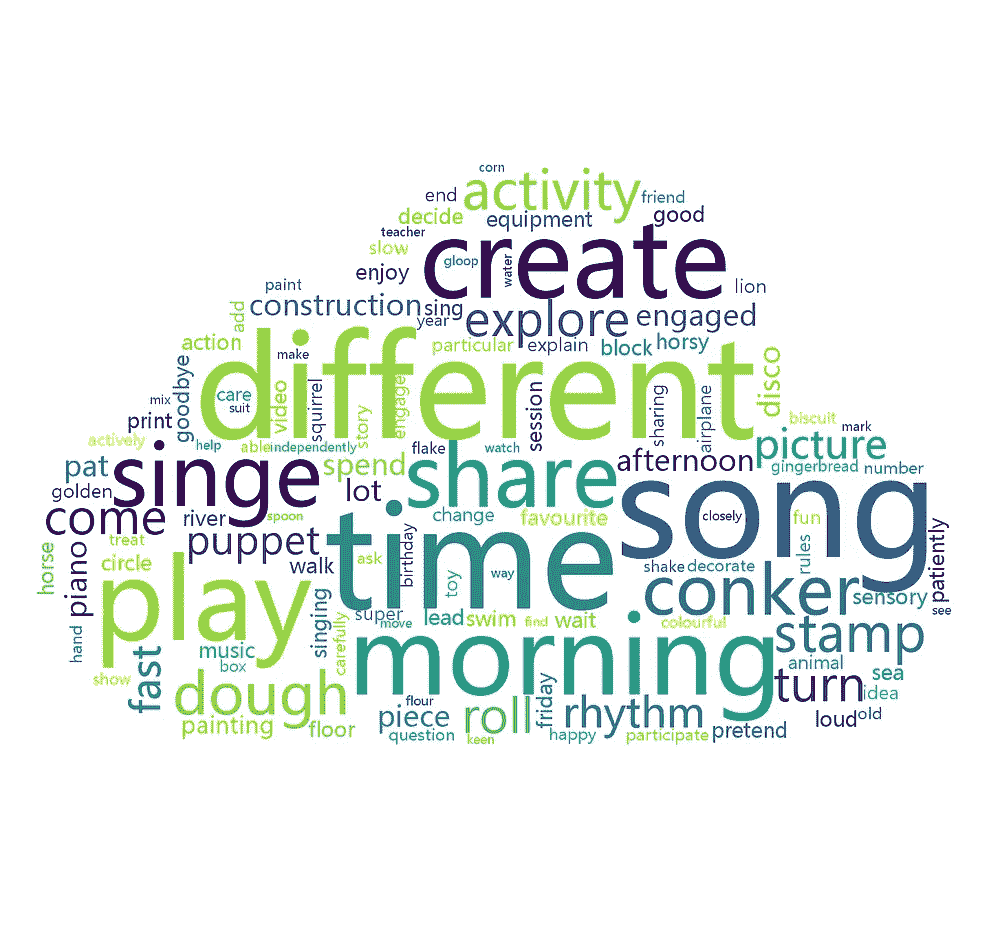 corn
activity
end
friend
decide
equipment
good
teacher
create
slow
gloop
water
enjoy
paint
lion
construction
sing
explore
engaged
year
add
different
action
particular
explain
block
horsy
disco
make
goodbye
care
suit
video
squirrel
story
engage
session
sharing
airplane
mix
print
biscuit
mark
actively
help
able
independently
flake
watch
picture
pat
singe
spend
share
afternoon
gingerbread
number
golden
lot
song
come
river
spoon
change
favourite
closely
fun
patiently
treat
puppet
time
birthday
horse
piano
circle
walk
ask
toy
way
shake
decorate
rules
play
conker
sensory
see
super
move
lead
swim
find
wait
colourful
hand
fast
music
singing
carefully
morning
stamp
box
animal
show
dough
turn
sea
idea
flour
friday
painting
floor
piece
roll
rhythm
loud
old
question
keen
happy
participate
pretend